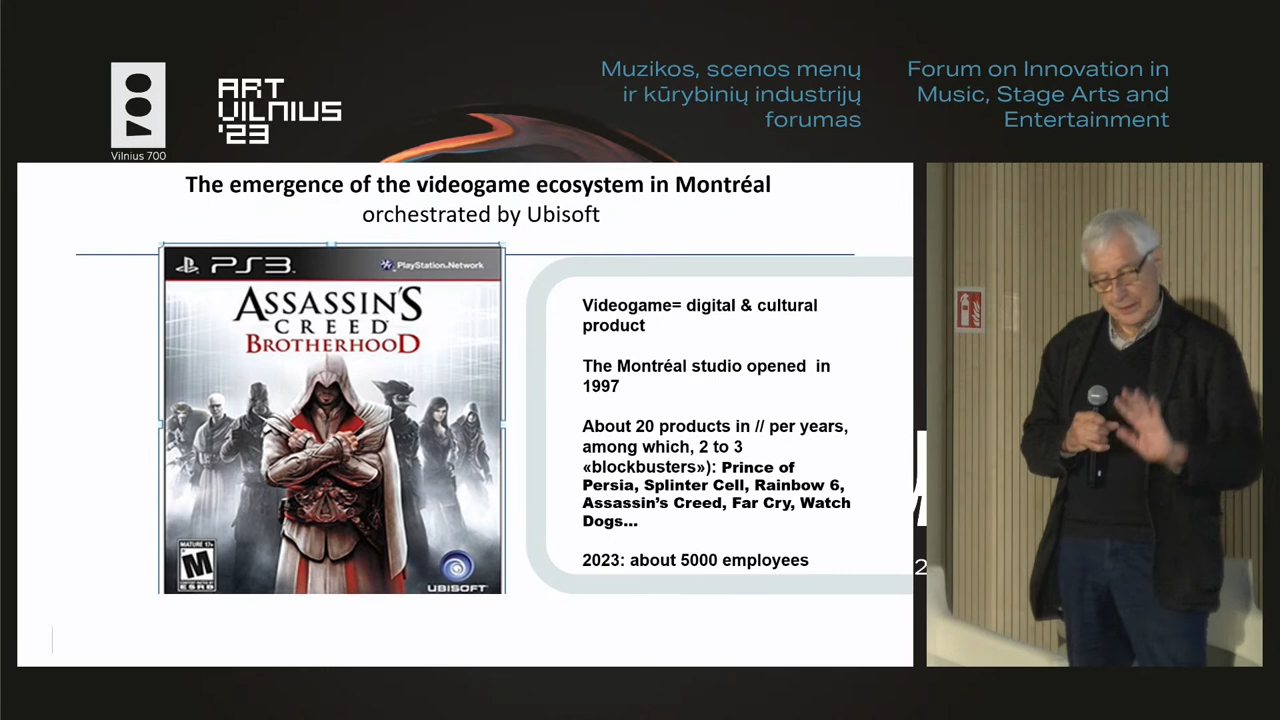 ART
VILNIUS
'23
Vilnius 700
Muzikos, scenos menų
ir kūrybinių industrijų
forumas
Forum on Innovation in
Music, Stage Arts and
Entertainment
The emergence of the videogame ecosystem in Montréal
orchestrated by Ubisoft
PS3
PlayStation Network
ASSASSIN'S
CREED
BROTHERHOOD
MATURE 17+
M
ESRB
UBISOFT
Videogame= digital & cultural
product
The Montréal studio opened in
1997
About 20 products in // per years,
among which, 2 to 3
«blockbusters»): Prince of
Persia, Splinter Cell, Rainbow 6,
Assassin's Creed, Far Cry, Watch
Dogs...
2023: about 5000 employees
2